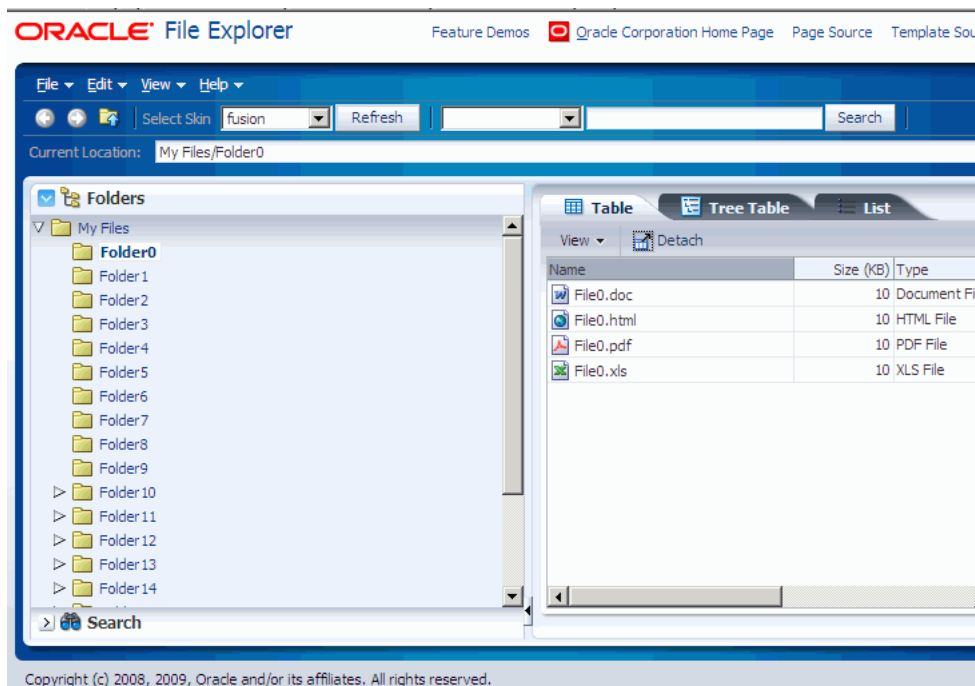 ORACLE File Explorer Feature Demos Oracle Corporation Home Page Page Source Template Sou
File Edit View Help
Select Skin fusion Refresh Search
Current Location: My Files/Folder0
Folders
My Files
Folder0
Folder1
Folder2
Folder3
Folder4
Folder5
Folder6
Folder7
Folder8
Folder9
Folder10
Folder11
Folder12
Folder13
Folder14
Search
Table Tree Table List
View Detach
Name Size (KB) Type
File0.doc 10 Document Fi
File0.html 10 HTML File
File0.pdf 10 PDF File
File0.xls 10 XLS File
Copyright (c) 2008, 2009, Oracle and/or its affiliates. All rights reserved.